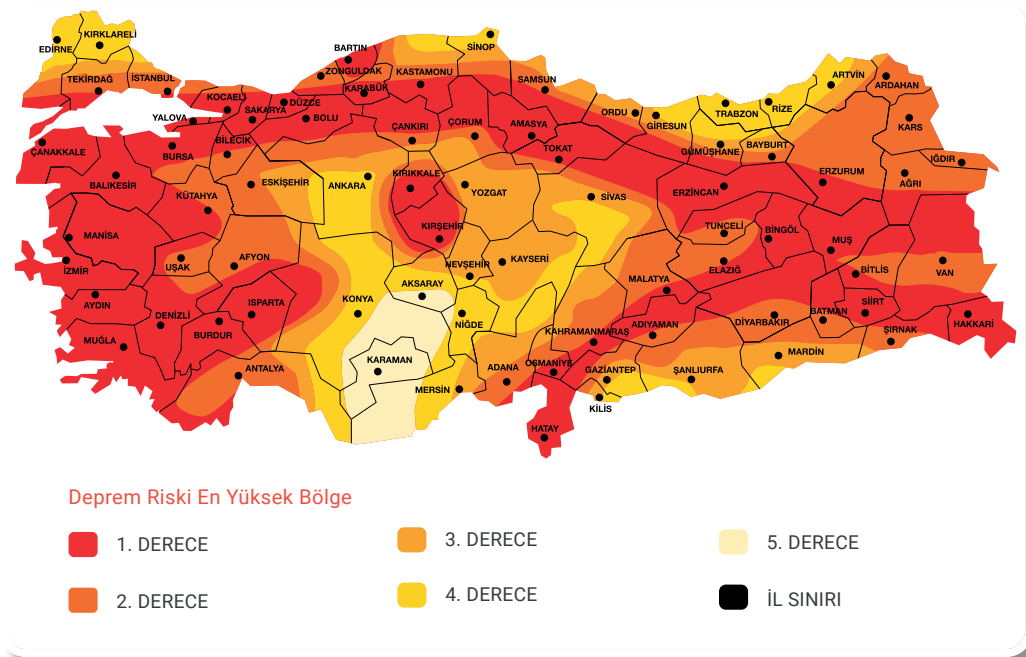 KIRKLARELİ
EDİRNE
SİNOP
BARTIN
ZONGULDAK
KASTAMONU
TEKİRDAĞ
İSTANBUL
SAMSUN
ARTVİN
ARDAHAN
KARABÜK
KOCAELİ
DÜZCE
SAKARYA
ORDU
RİZE
TRABZON
YALOVA
BOLU
ÇANKIRI
ÇORUM
AMASYA
GİRESUN
KARS
BİLECİK
TOKAT
GÜMÜŞHANE
BAYBURT
ÇANAKKALE
BURSA
IĞDIR
KIRIKKALE
ERZURUM
BALIKESİR
ESKİŞEHİR
ANKARA
YOZGAT
ERZİNCAN
AĞRI
KÜTAHYA
SİVAS
KIRŞEHİR
TUNCELİ
BİNGÖL
MANİSA
MUŞ
AFYON
KAYSERİ
UŞAK
NEVŞEHİR
İZMİR
ELAZIĞ
BİTLİS
VAN
MALATYA
AKSARAY
AYDIN
ISPARTA
KONYA
SİİRT
DENİZLİ
BATMAN
NİĞDE
DİYARBAKIR
HAKKARİ
BURDUR
KAHRAMANMARAŞ
ADIYAMAN
ŞIRNAK
MUĞLA
KARAMAN
MARDİN
OSMANİYE
ANTALYA
ADANA
GAZİANTEP
ŞANLIURFA
MERSİN
KİLİS
HATAY
Deprem Riski En Yüksek Bölge
1. DERECE
2. DERECE
3. DERECE
4. DERECE
5. DERECE
İL SINIRI